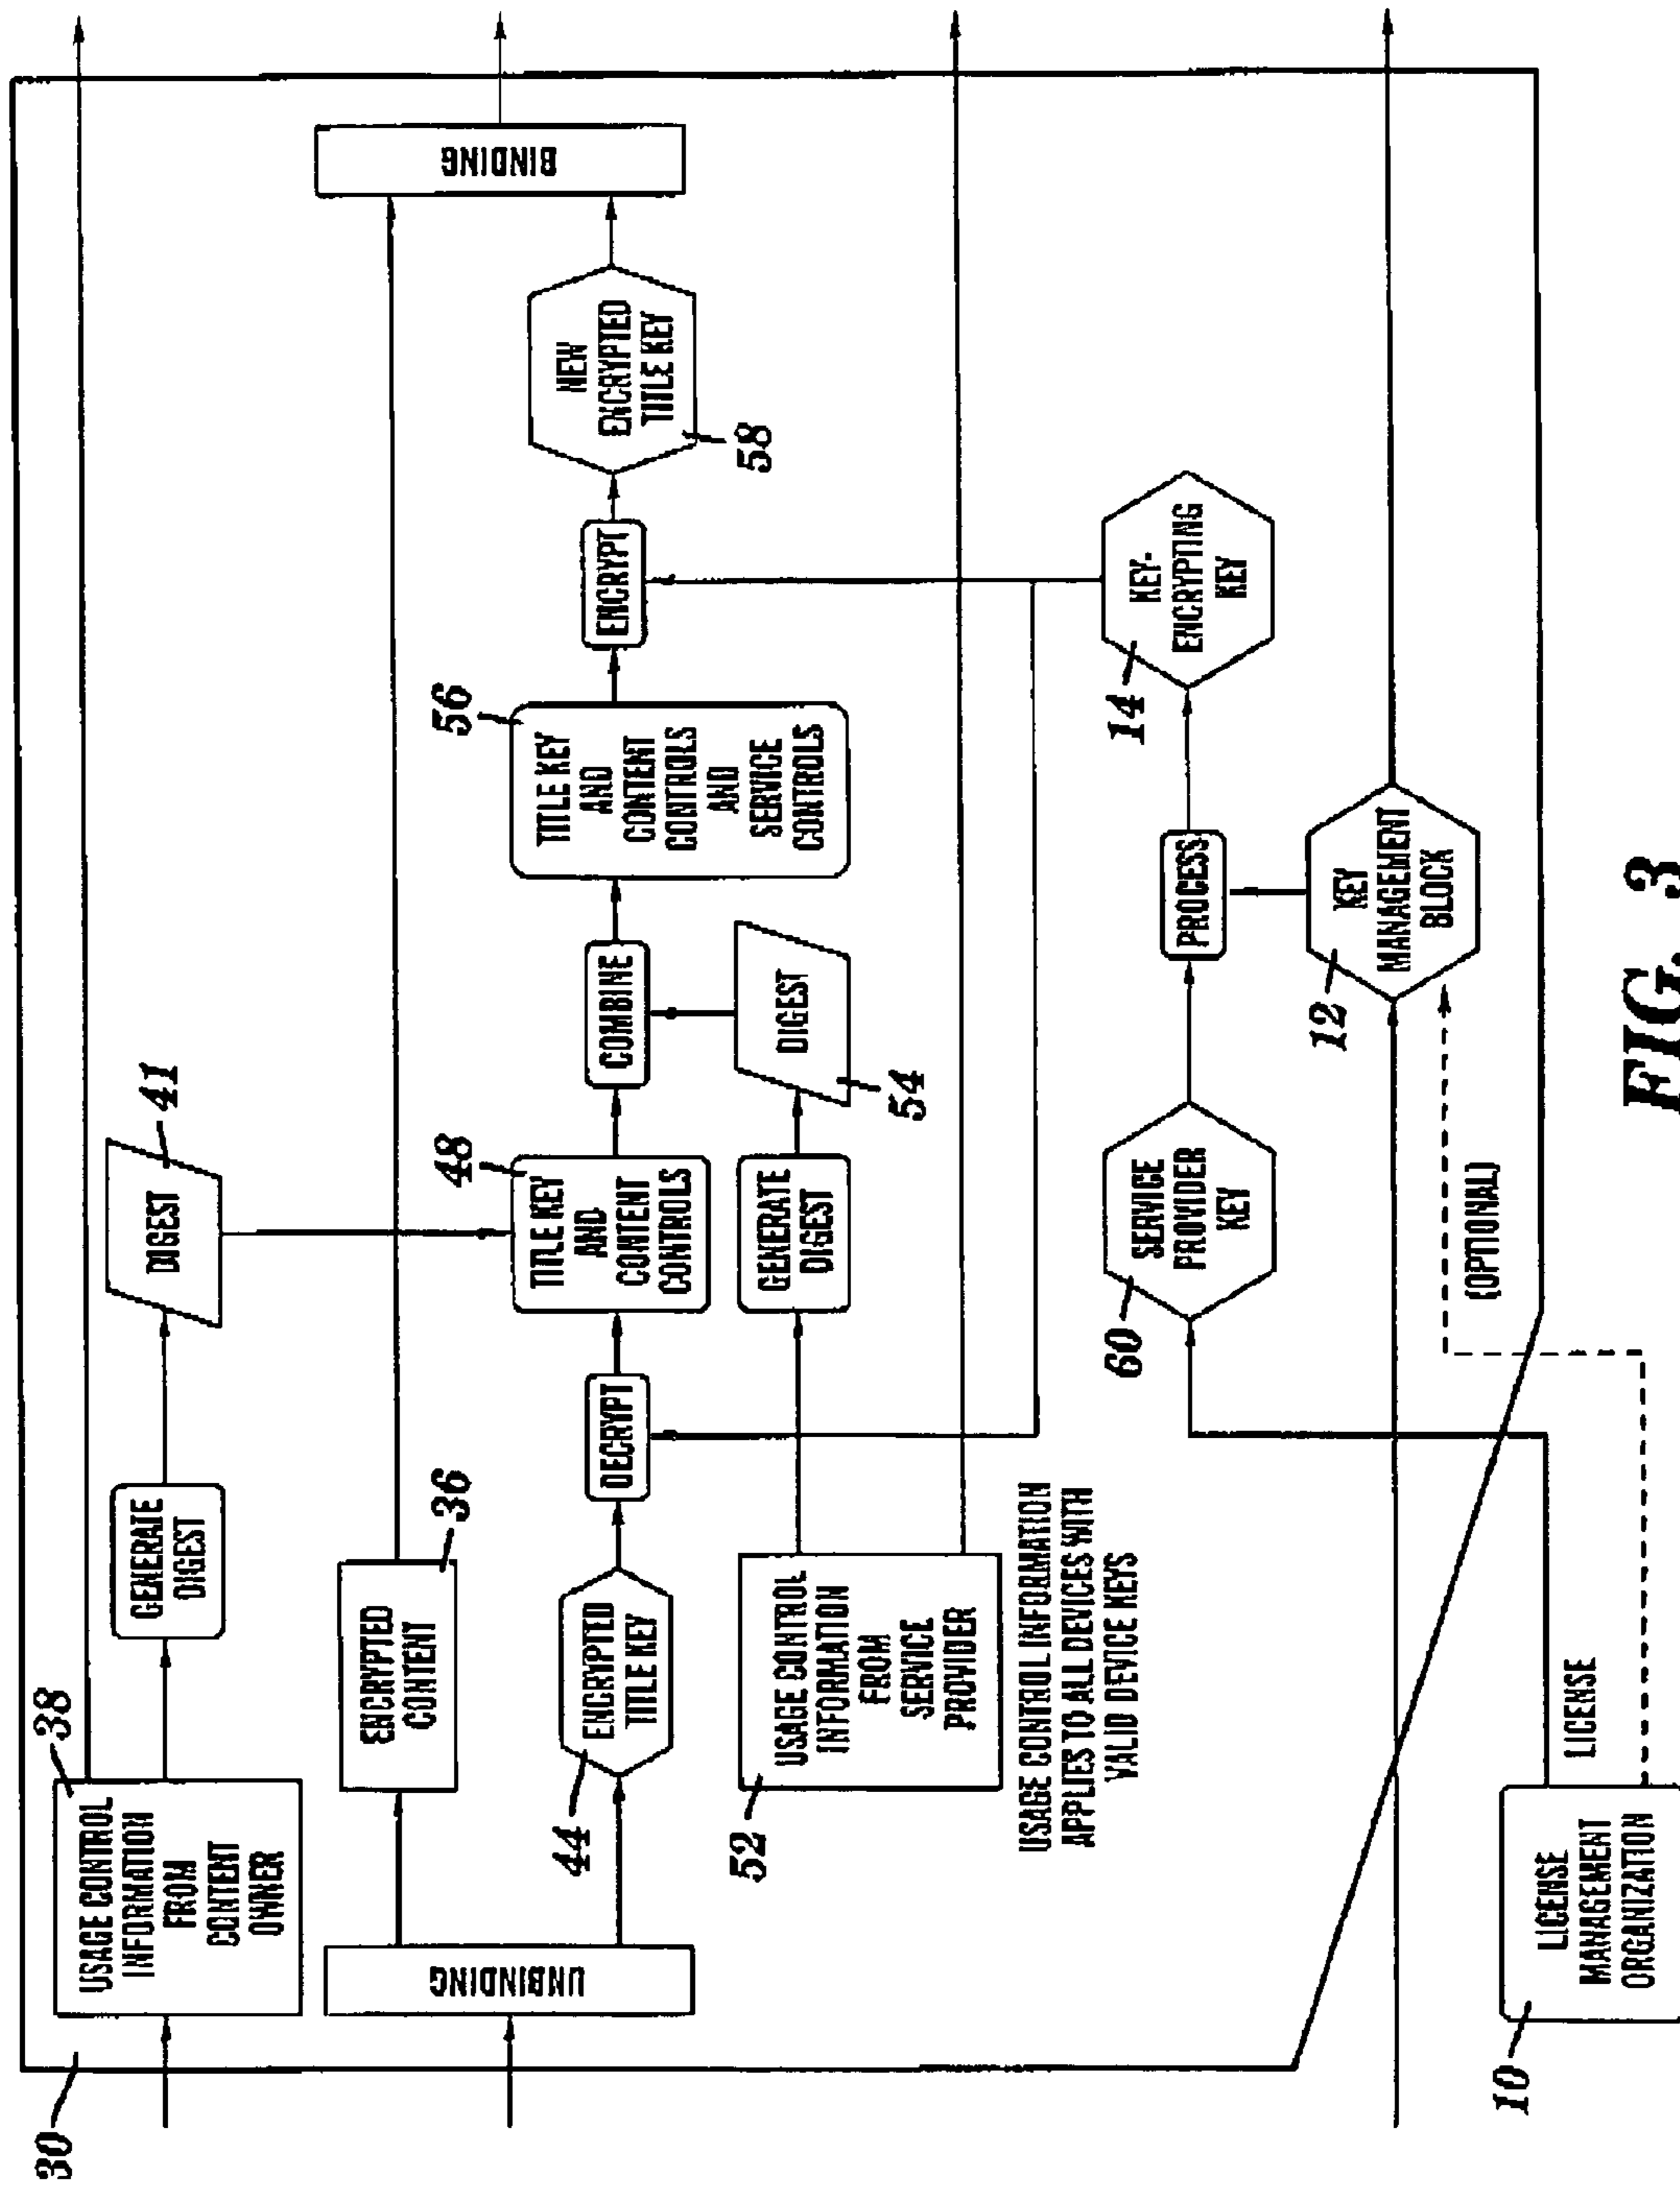 30
38
USAGE CONTROL
INFORMATION
FROM
CONTENT
OWNER
GENERATE
DIGEST
DIGEST
41
UNBINDING
ENCRYPTED
CONTENT
36
44
ENCRYPTED
TITLE KEY
DECRYPT
48
TITLE KEY
AND
CONTENT
CONTROLS
COMBINE
56
TITLE KEY
AND
CONTENT
CONTROLS
AND
SERVICE
CONTROLS
ENCRYPT
NEW
ENCRYPTED
TITLE KEY
58
BINDING
52
USAGE CONTROL
INFORMATION
FROM
SERVICE
PROVIDER
GENERATE
DIGEST
DIGEST
54
USAGE CONTROL INFORMATION
APPLIES TO ALL DEVICES WITH
VALID DEVICE KEYS
60
SERVICE
PROVIDER
KEY
PROCESS
14
KEY-
ENCRYPTING
KEY
12
KEY
MANAGEMENT
BLOCK
(OPTIONAL)
LICENSE
10
LICENSE
MANAGEMENT
ORGANIZATION
FIG. 3